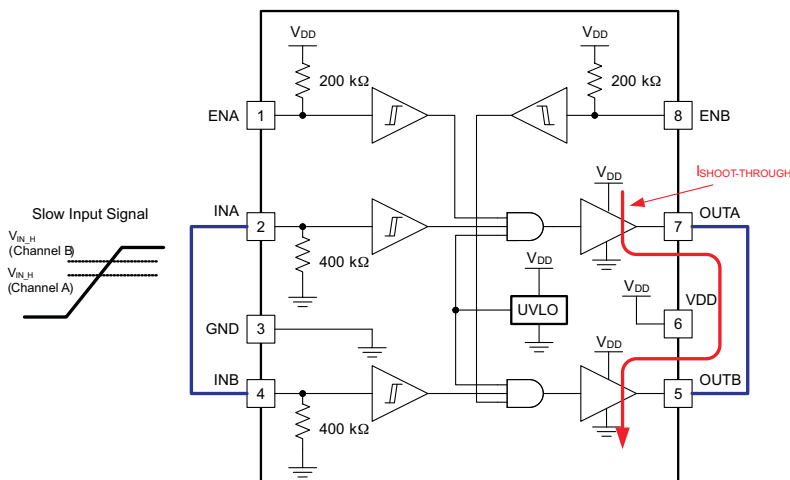 VDD
VDD
200 kΩ
200 kΩ
ENA
1
8
ENB
ISHOOT-THROUGH
VDD
INA
Slow Input Signal
2
7
OUTA
VIN_H
(Channel B)
VIN_H
(Channel A)
400 kΩ
VDD
VDD
VDD
UVLO
GND
3
6
VDD
INB
4
5
OUTB
400 kΩ